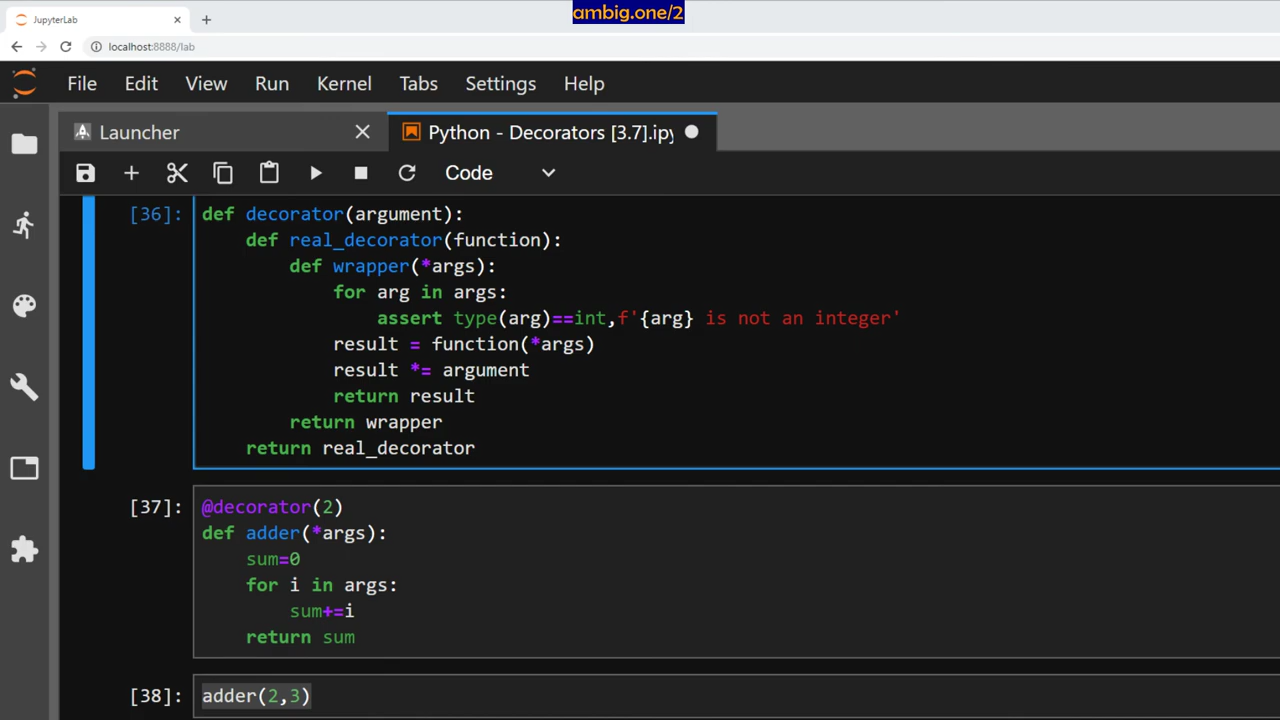 ambig.one/2
JupyterLab
localhost:8888/lab
File Edit View Run Kernel Tabs Settings Help
Launcher Python - Decorators [3.7].ipy
Code
[36]: def decorator(argument):
    def real_decorator(function):
        def wrapper(*args):
            for arg in args:
                assert type(arg)==int,f'{arg} is not an integer'
            result = function(*args)
            result *= argument
            return result
        return wrapper
    return real_decorator
[37]: @decorator(2)
def adder(*args):
    sum=0
    for i in args:
        sum+=i
    return sum
[38]: adder(2,3)